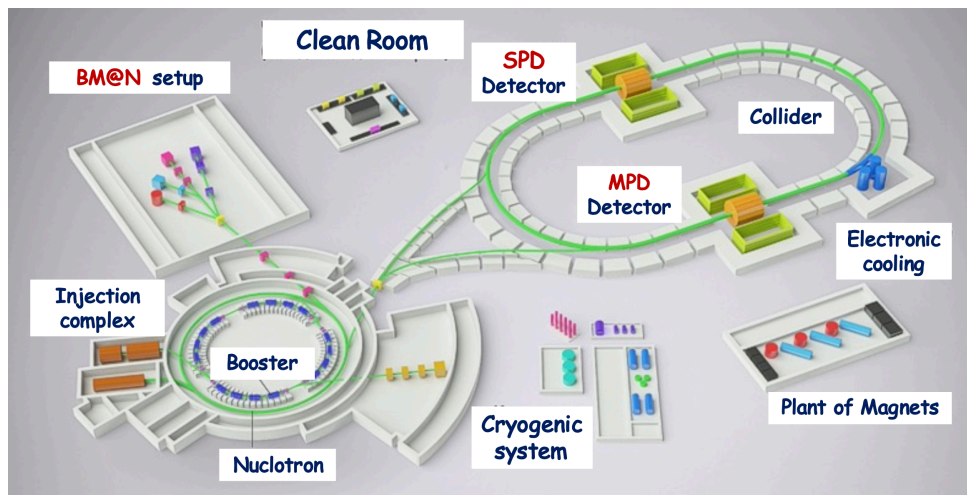 Clean Room
SPD
Detector
BM@N setup
Collider
MPD
Detector
Electronic
cooling
Injection
complex
Booster
Plant of Magnets
Cryogenic
system
Nuclotron